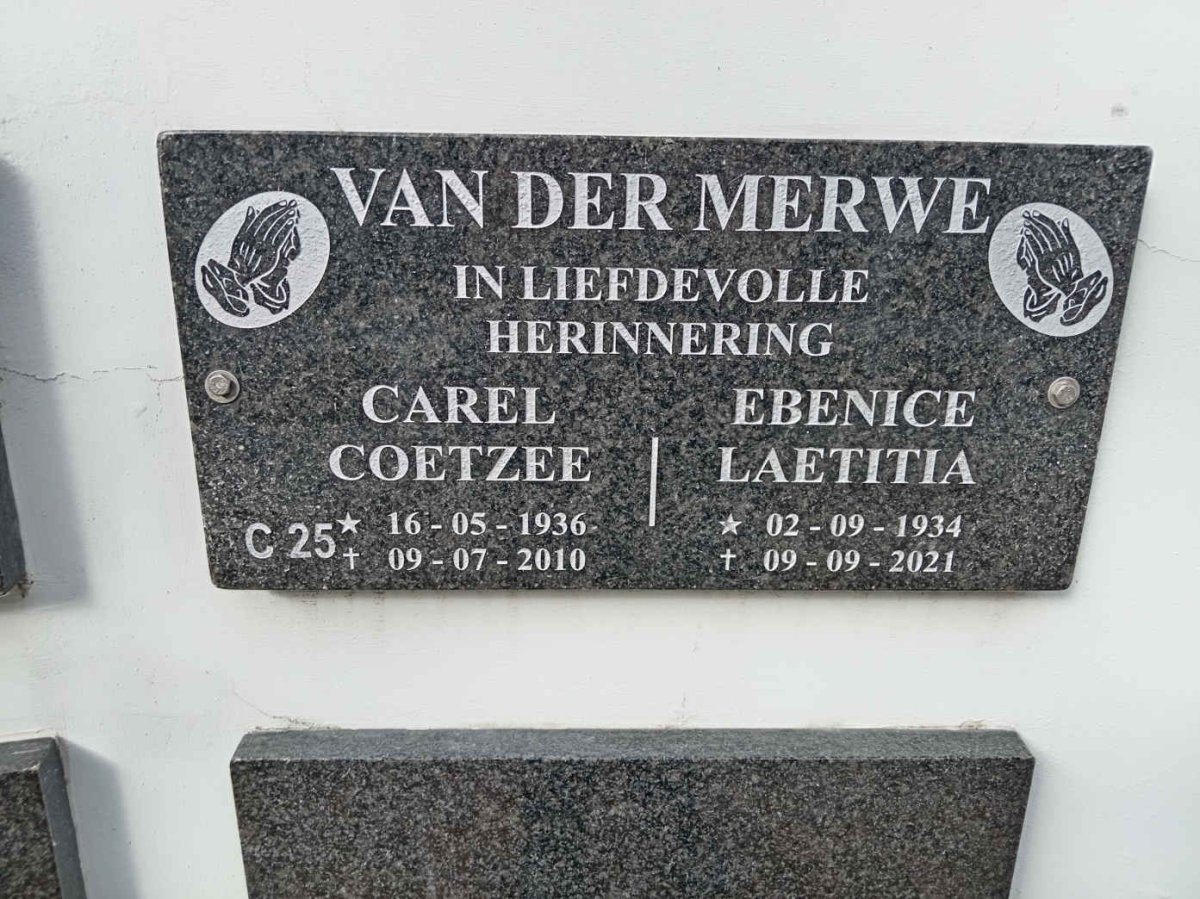 VAN DER MERWE
IN LIEFDEVOLLE
HERINNERING
CAREL
COETZEE
★ 16 - 05 - 1936
✝ 09 - 07 - 2010
EBENICE
LAETITIA
★ 02 - 09 - 1934
✝ 09 - 09 - 2021
C 25